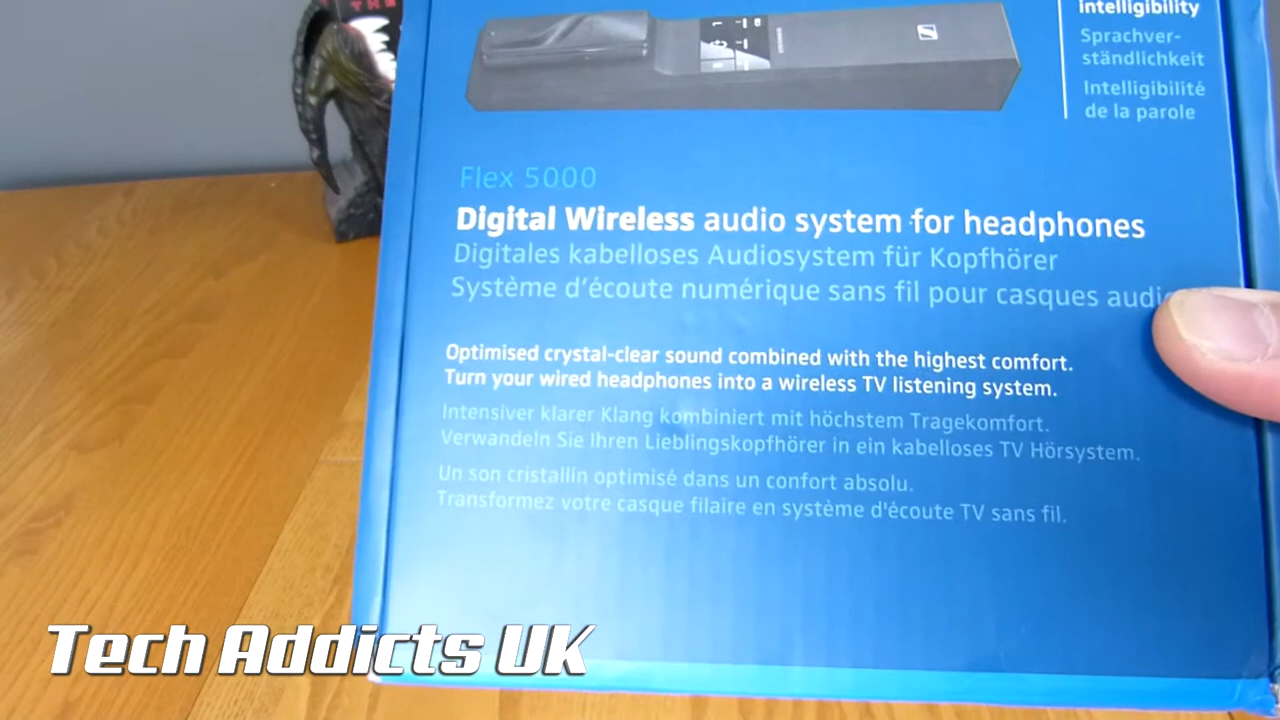 THE
intelligibility
Sprachver-
ständlichkeit
Intelligibilité
de la parole
Flex 5000
Digital Wireless audio system for headphones
Digitales kabelloses Audiosystem für Kopfhörer
Système d'écoute numérique sans fil pour casques audio
Optimised crystal-clear sound combined with the highest comfort.
Turn your wired headphones into a wireless TV listening system.
Intensiver klarer Klang kombiniert mit höchstem Tragekomfort.
Verwandeln Sie Ihren Lieblingskopfhörer in ein kabelloses TV Hörsystem.
Un son cristallin optimisé dans un confort absolu.
Transformez votre casque filaire en système d'écoute TV sans fil.
Tech Addicts UK